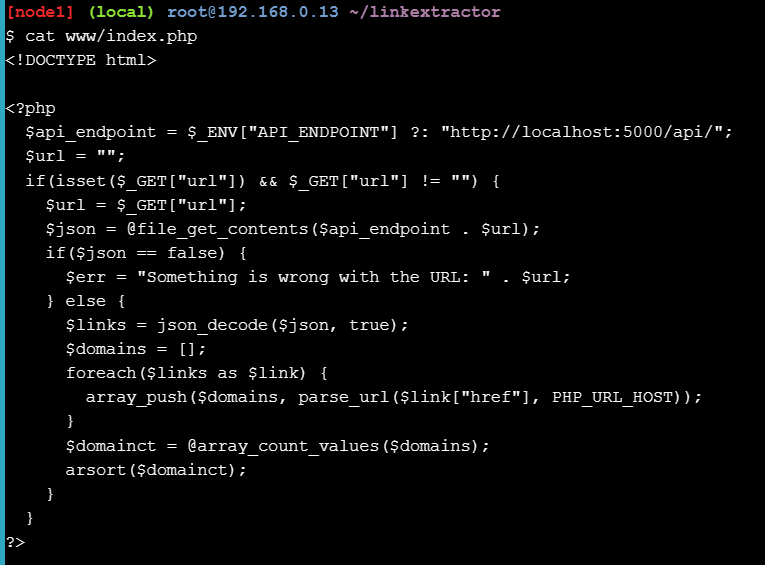 [node1] (local) root@192.168.0.13 ~/linkextractor
$ cat www/index.php
<!DOCTYPE html>

<?php
  $api_endpoint = $_ENV["API_ENDPOINT"] ?: "http://localhost:5000/api/";
  $url = "";
  if(isset($_GET["url"]) && $_GET["url"] != "") {
    $url = $_GET["url"];
    $json = @file_get_contents($api_endpoint . $url);
    if($json == false) {
      $err = "Something is wrong with the URL: " . $url;
    } else {
      $links = json_decode($json, true);
      $domains = [];
      foreach($links as $link) {
        array_push($domains, parse_url($link["href"], PHP_URL_HOST));
      }
      $domainct = @array_count_values($domains);
      arsort($domainct);
    }
  }
?>